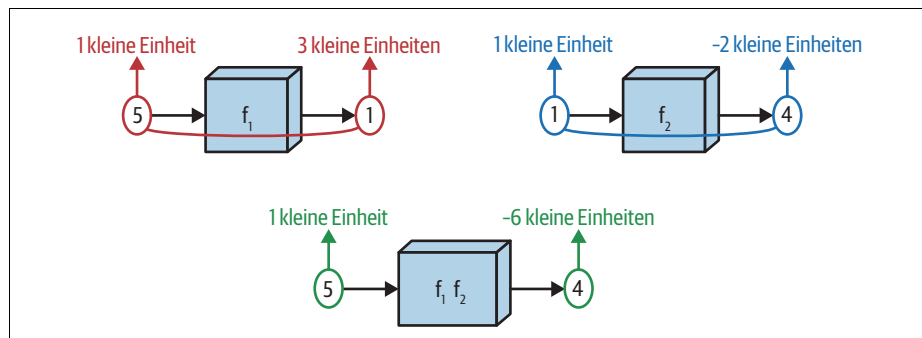 1 kleine Einheit 3 kleine Einheiten 1 kleine Einheit –2 kleine Einheiten
5 f₁ 1 1 f₂ 4
1 kleine Einheit –6 kleine Einheiten
5 f₁ f₂ 4